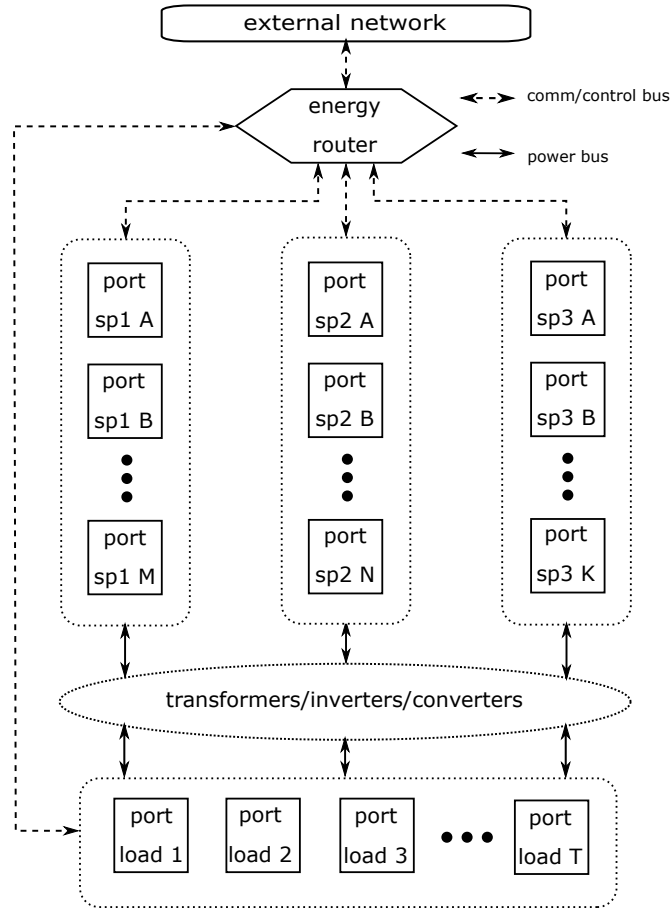 external network
energy
router
comm/control bus
power bus
port
sp1 A
port
sp1 B
port
sp1 M
port
sp2 A
port
sp2 B
port
sp2 N
port
sp3 A
port
sp3 B
port
sp3 K
transformers/inverters/converters
port
load 1
port
load 2
port
load 3
port
load T